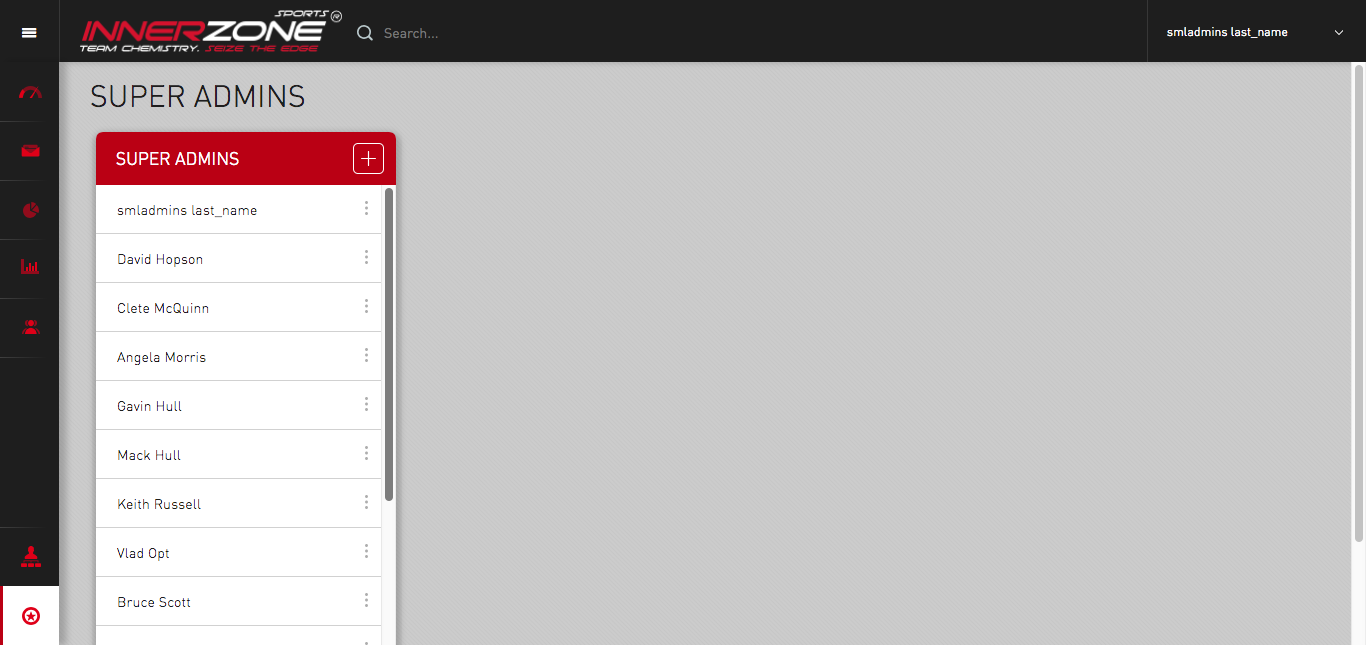 SPORTS ®
INNERZONE
TEAM CHEMISTRY. SEIZE THE EDGE
Search...
smladmins last_name
SUPER ADMINS
SUPER ADMINS
smladmins last_name
David Hopson
Clete McQuinn
Angela Morris
Gavin Hull
Mack Hull
Keith Russell
Vlad Opt
Bruce Scott